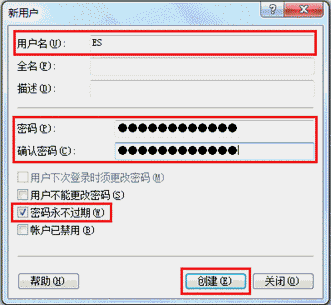 新用户
用户名(U): ES
全名(F):
描述(D):
密码(P): ●●●●●●●●●●●●
确认密码(C): ●●●●●●●●●●●●
用户下次登录时须更改密码(M)
用户不能更改密码(S)
密码永不过期(W)
帐户已禁用(B)
帮助(H) 创建(E) 关闭(O)